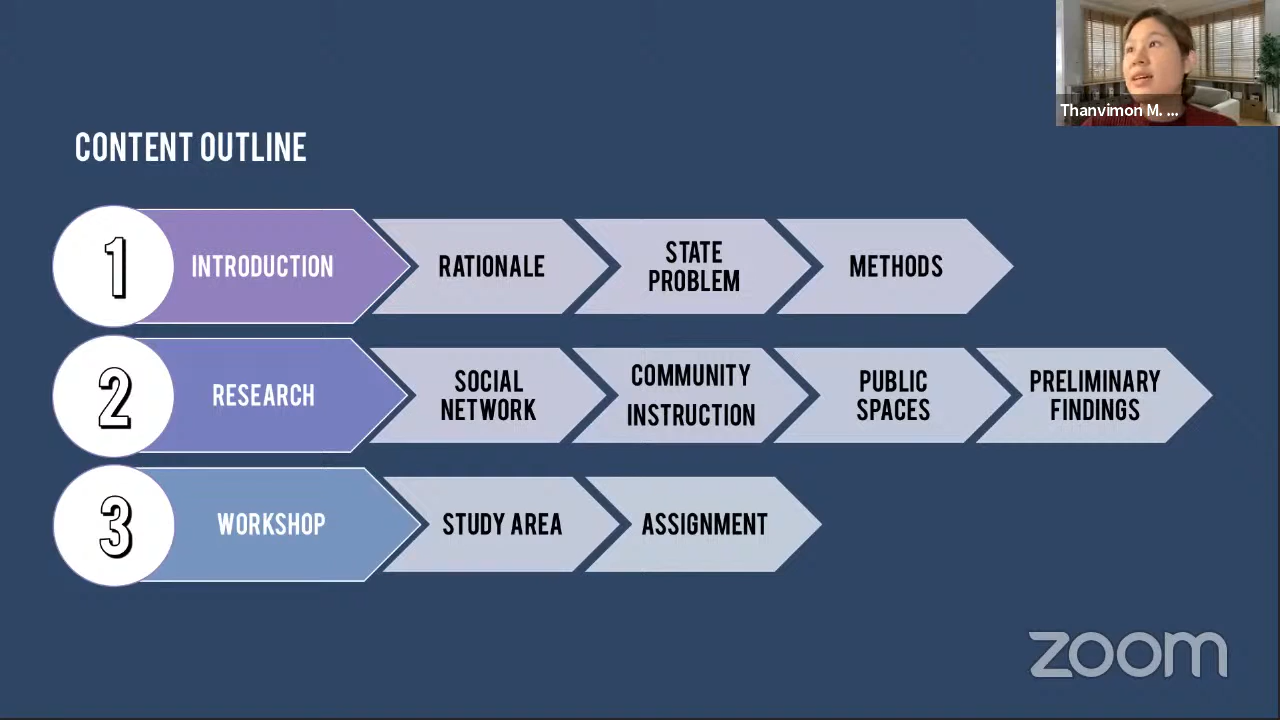 Thanvimon M. ...
CONTENT OUTLINE
1
INTRODUCTION
RATIONALE
STATE
PROBLEM
METHODS
2
RESEARCH
SOCIAL
NETWORK
COMMUNITY
INSTRUCTION
PUBLIC
SPACES
PRELIMINARY
FINDINGS
3
WORKSHOP
STUDY AREA
ASSIGNMENT
zoom